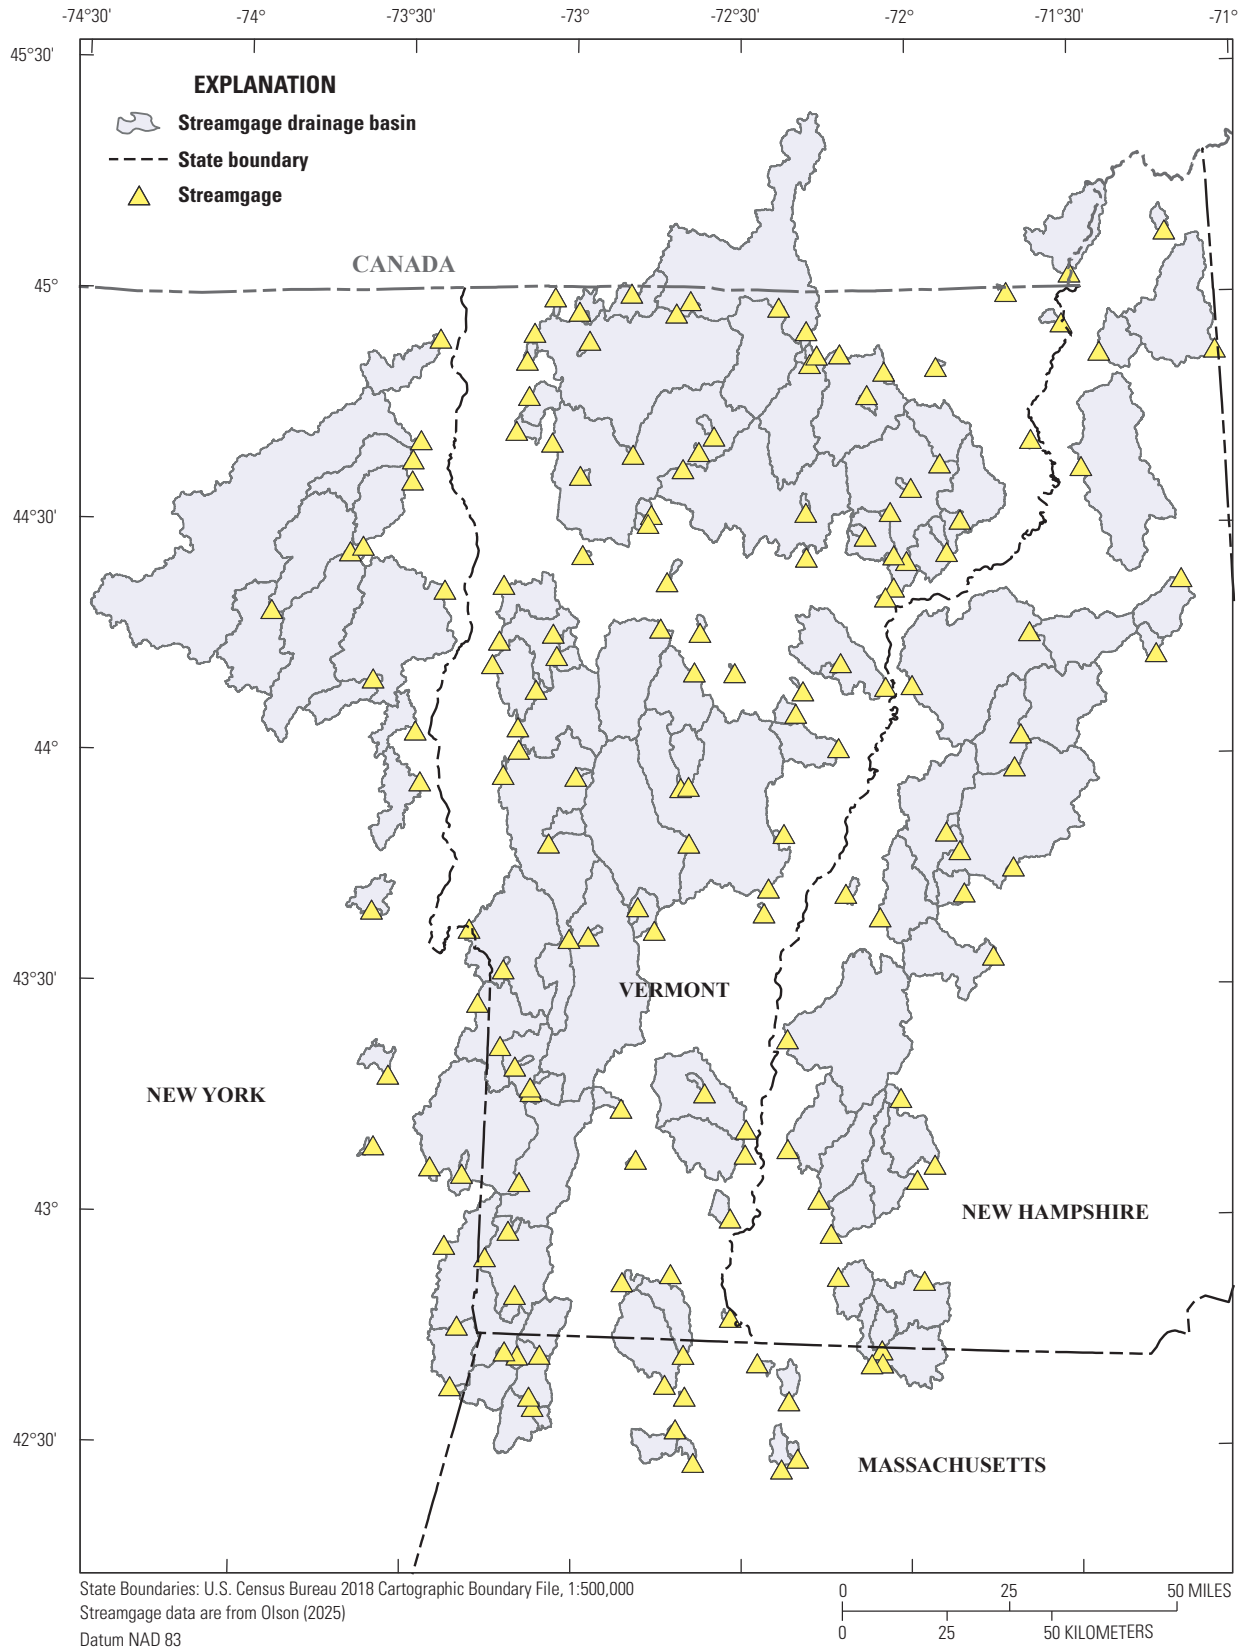 -74°30' -74° -73°30' -73° -72°30' -72° -71°30' -71°
45°30'
EXPLANATION
Streamgage drainage basin
State boundary
Streamgage
CANADA
45°
44°30'
44°
43°30'
VERMONT
NEW YORK
43°
NEW HAMPSHIRE
42°30'
MASSACHUSETTS
State Boundaries: U.S. Census Bureau 2018 Cartographic Boundary File, 1:500,000
Streamgage data are from Olson (2025)
Datum NAD 83
0 25 50 MILES
0 25 50 KILOMETERS